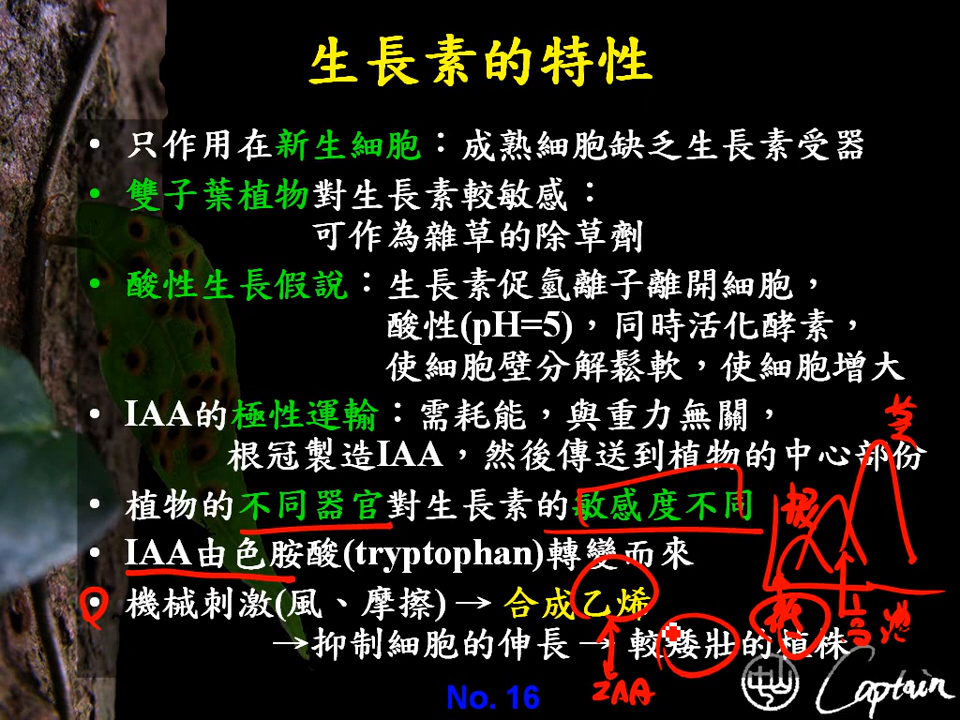 生長素的特性
• 只作用在新生細胞：成熟細胞缺乏生長素受器
• 雙子葉植物對生長素較敏感：
可作為雜草的除草劑
• 酸性生長假說：生長素促氫離子離開細胞，
酸性(pH=5)，同時活化酵素，
使細胞壁分解鬆軟，使細胞增大
• IAA的極性運輸：需耗能，與重力無關，
根冠製造IAA，然後傳送到植物的中心部份
• 植物的不同器官對生長素的敏感度不同
• IAA由色胺酸(tryptophan)轉變而來
• 機械刺激(風、摩擦) → 合成乙烯
→抑制細胞的伸長 → 較矮壯的植株
IAA
No. 16
Captain